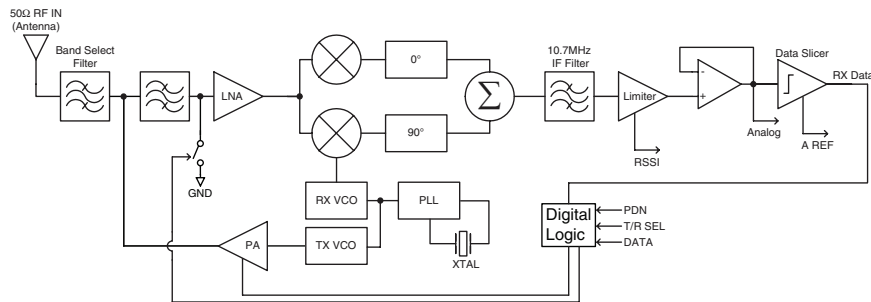 50Ω RF IN
(Antenna)
Band Select
Filter
LNA
0°
90°
Σ
10.7MHz
IF Filter
Limiter
RSSI
-
+
Analog
Data Slicer
RX Data
A REF
GND
RX VCO
PLL
TX VCO
PA
XTAL
Digital
Logic
PDN
T/R SEL
DATA